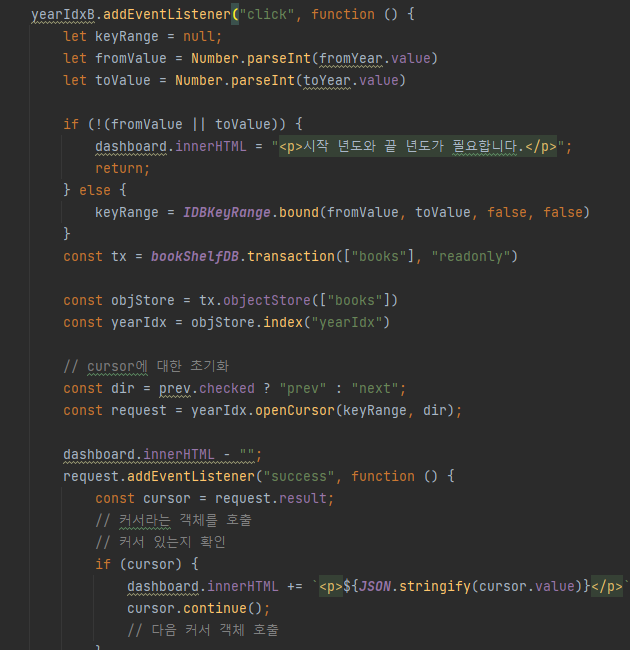 yearIdxB.addEventListener("click", function () {
let keyRange = null;
let fromValue = Number.parseInt(fromYear.value)
let toValue = Number.parseInt(toYear.value)
if (!(fromValue || toValue)) {
dashboard.innerHTML = "<p>시작 년도와 끝 년도가 필요합니다.</p>";
return;
} else {
keyRange = IDBKeyRange.bound(fromValue, toValue, false, false)
}
const tx = bookShelfDB.transaction(["books"], "readonly")
const objStore = tx.objectStore(["books"])
const yearIdx = objStore.index("yearIdx")
// cursor에 대한 초기화
const dir = prev.checked ? "prev" : "next";
const request = yearIdx.openCursor(keyRange, dir);
dashboard.innerHTML - "";
request.addEventListener("success", function () {
const cursor = request.result;
// 커서라는 객체를 호출
// 커서 있는지 확인
if (cursor) {
dashboard.innerHTML += `<p>${JSON.stringify(cursor.value)}</p>`
cursor.continue();
// 다음 커서 객체 호출
}